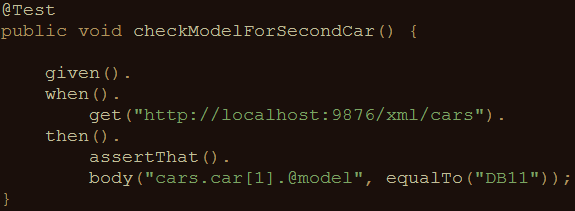 @Test
public void checkModelForSecondCar() {
given().
when().
get("http://localhost:9876/xml/cars").
then().
assertThat().
body("cars.car[1].@model", equalTo("DB11"));
}